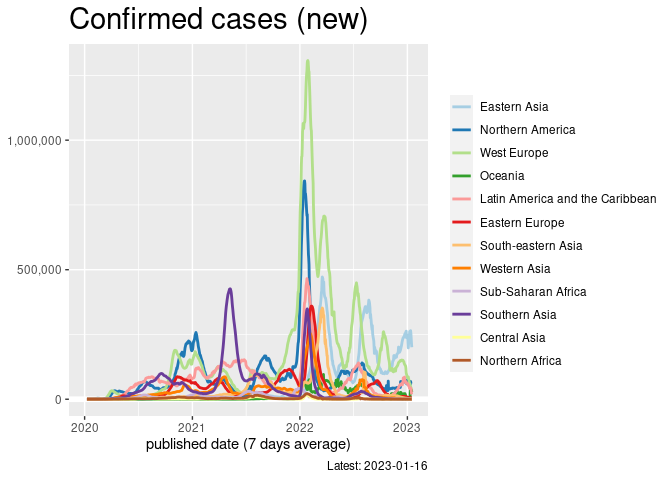 Confirmed cases (new)
1,000,000
500,000
0
2020
2021
2022
2023
published date (7 days average)
Latest: 2023-01-16
Eastern Asia
Northern America
West Europe
Oceania
Latin America and the Caribbean
Eastern Europe
South-eastern Asia
Western Asia
Sub-Saharan Africa
Southern Asia
Central Asia
Northern Africa